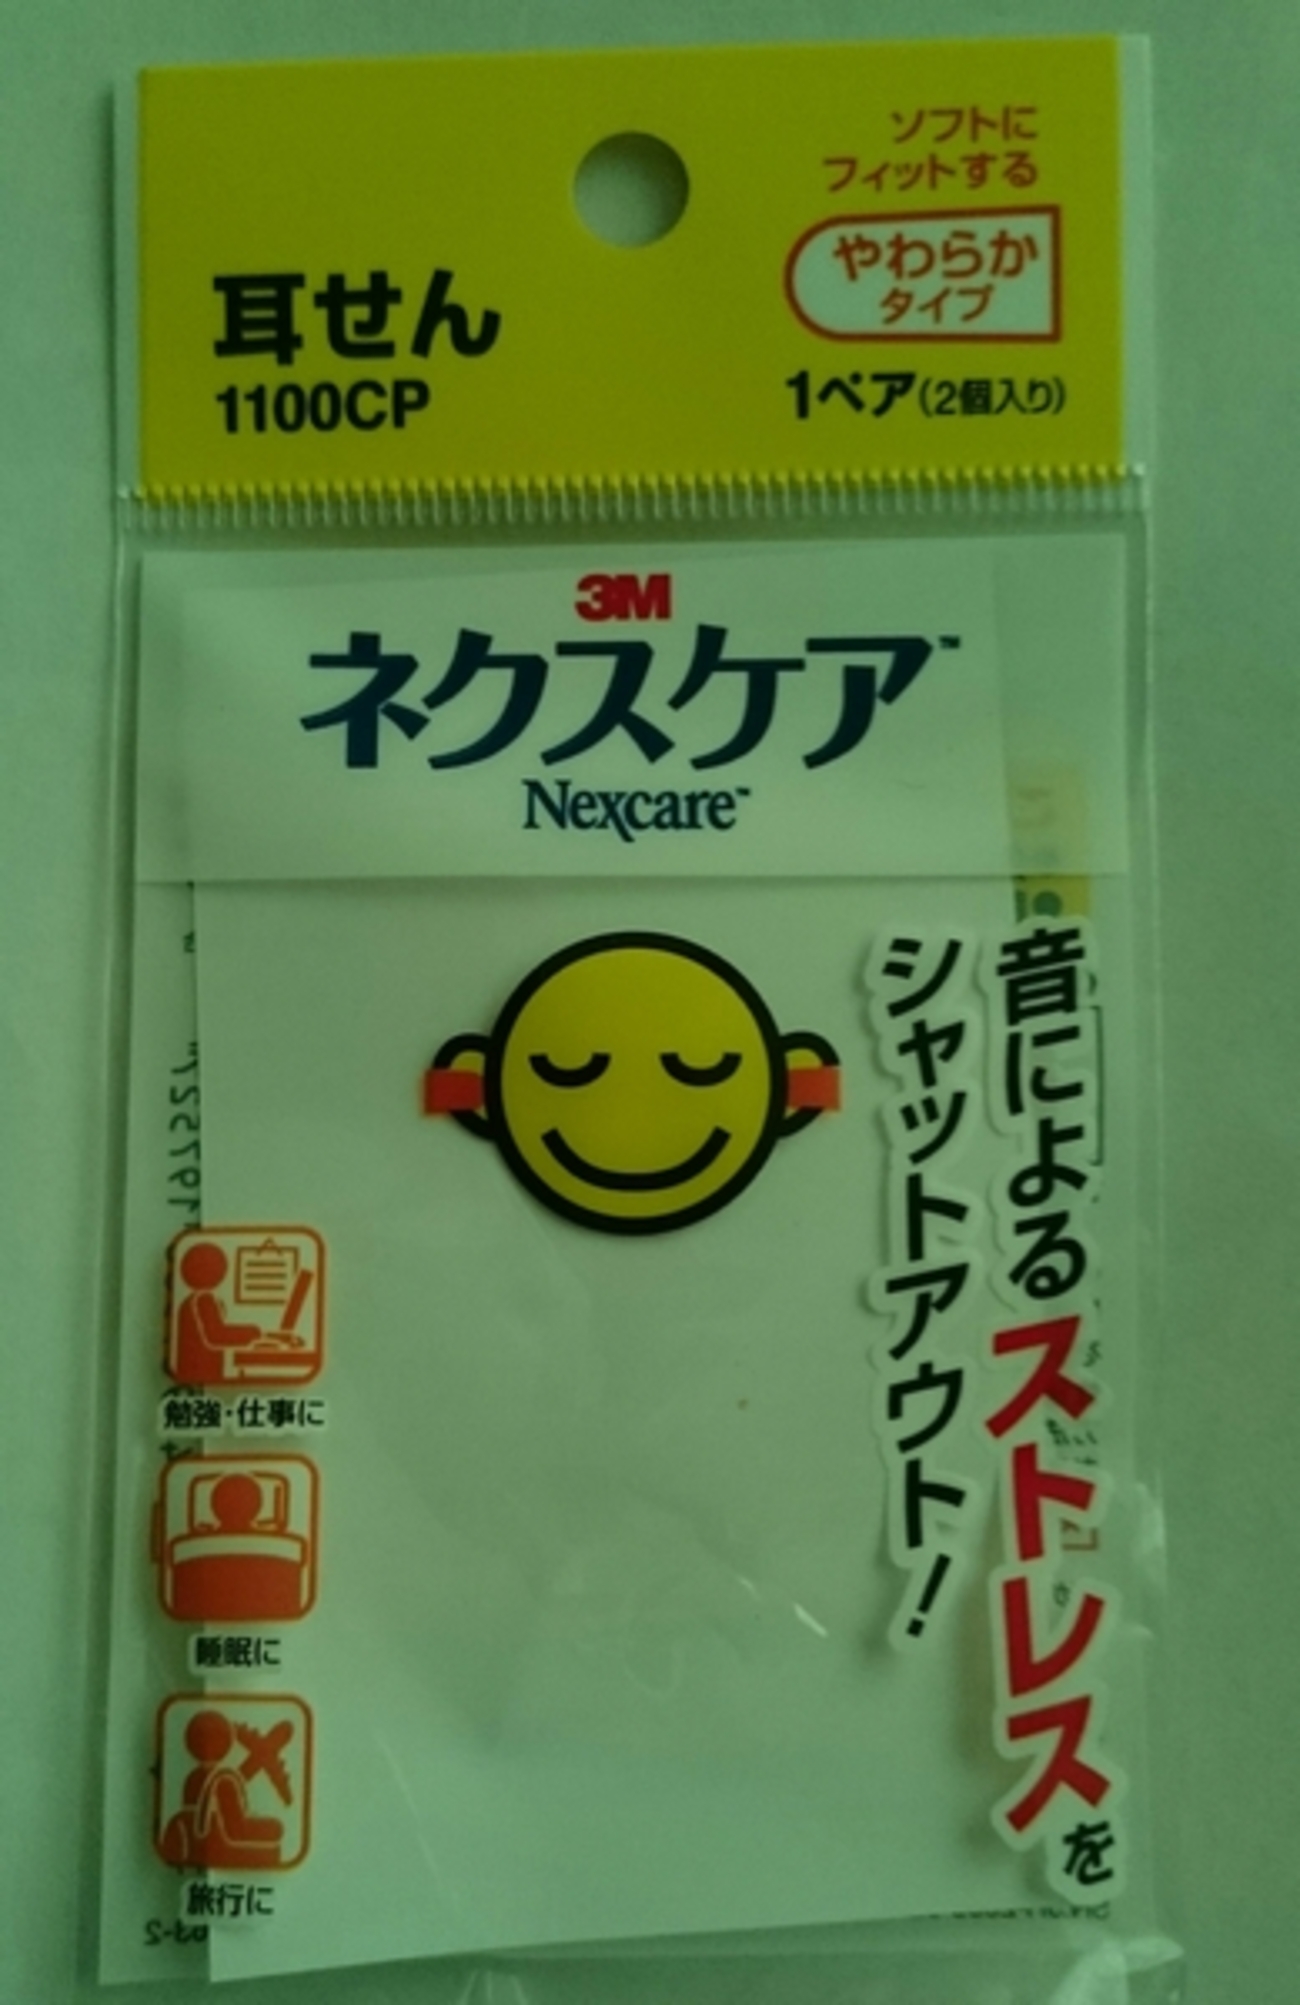 ソフトに
フィットする
やわらか
タイプ
耳せん
1100CP
1ペア(2個入り)
3M
ネクスケア™
Nexcare™
音によるストレスを
シャットアウト!
勉強・仕事に
睡眠に
旅行に